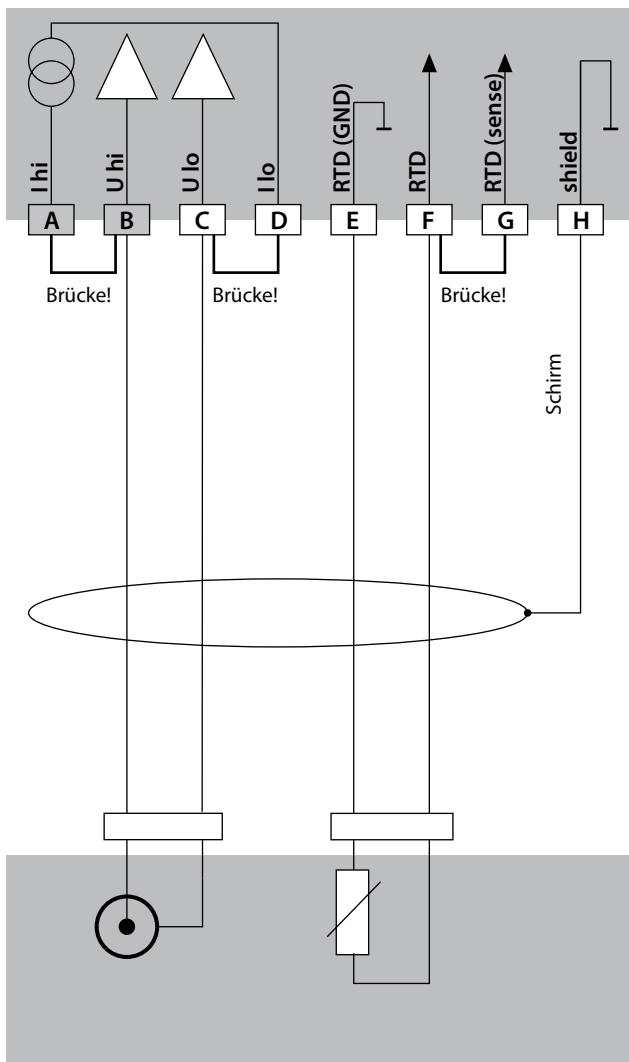 I hi
U hi
U lo
I lo
RTD (GND)
RTD
RTD (sense)
shield
A
B
C
D
E
F
G
H
Brücke!
Brücke!
Brücke!
Schirm